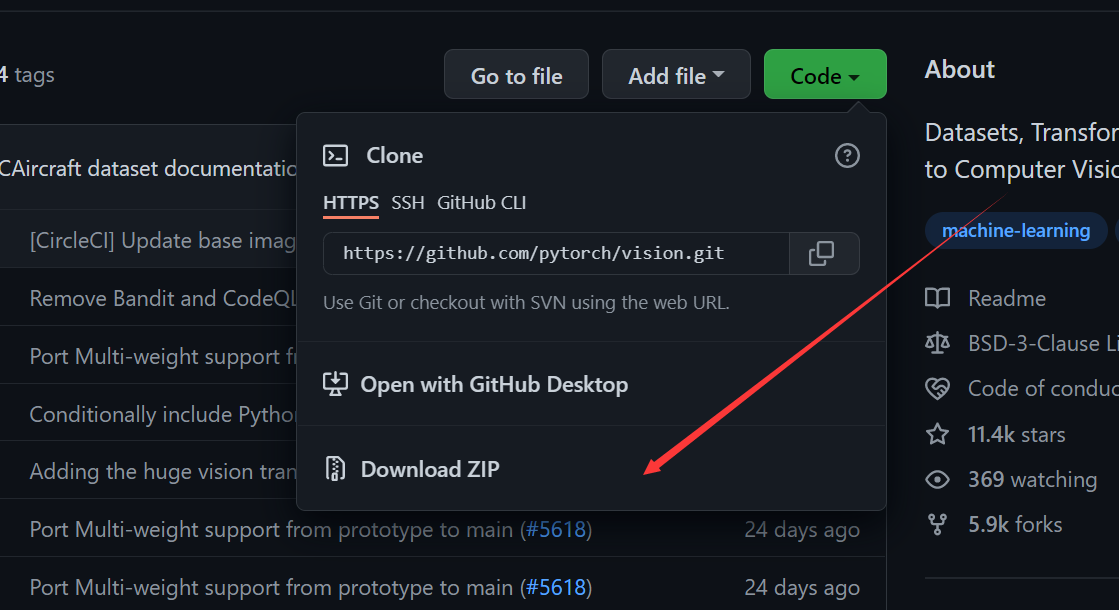 4 tags
Go to file
Add file
Code
About
Datasets, Transfor
to Computer Visio
machine-learning
Readme
BSD-3-Clause Li
Code of conduc
11.4k stars
369 watching
5.9k forks
CAircraft dataset documentatio
[CircleCI] Update base imag
Remove Bandit and CodeQL
Port Multi-weight support fr
Conditionally include Pytho
Adding the huge vision tran
Clone
HTTPS SSH GitHub CLI
https://github.com/pytorch/vision.git
Use Git or checkout with SVN using the web URL.
Open with GitHub Desktop
Download ZIP
Port Multi-weight support from prototype to main (#5618) 24 days ago
Port Multi-weight support from prototype to main (#5618) 24 days ago